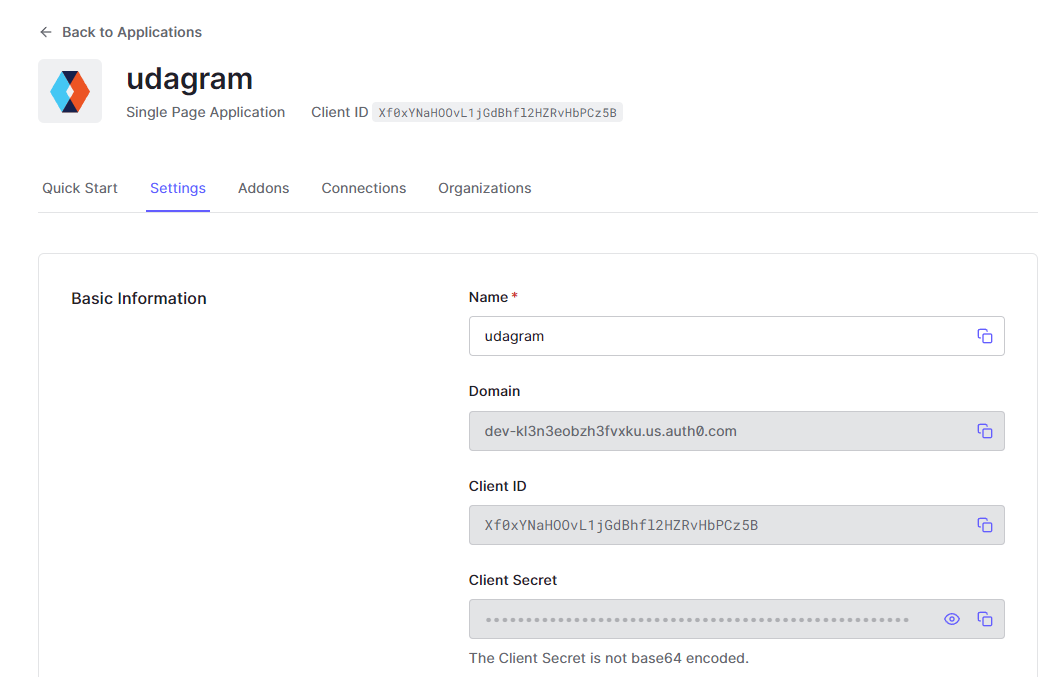 Back to Applications
udagram
Single Page Application Client ID Xf0xYNaHOOvL1jGdBhfl2HZRvHbPCz5B
Quick Start Settings Addons Connections Organizations
Basic Information
Name *
udagram
Domain
dev-kl3n3eobzh3fvxku.us.auth0.com
Client ID
Xf0xYNaHOOvL1jGdBhfl2HZRvHbPCz5B
Client Secret
The Client Secret is not base64 encoded.